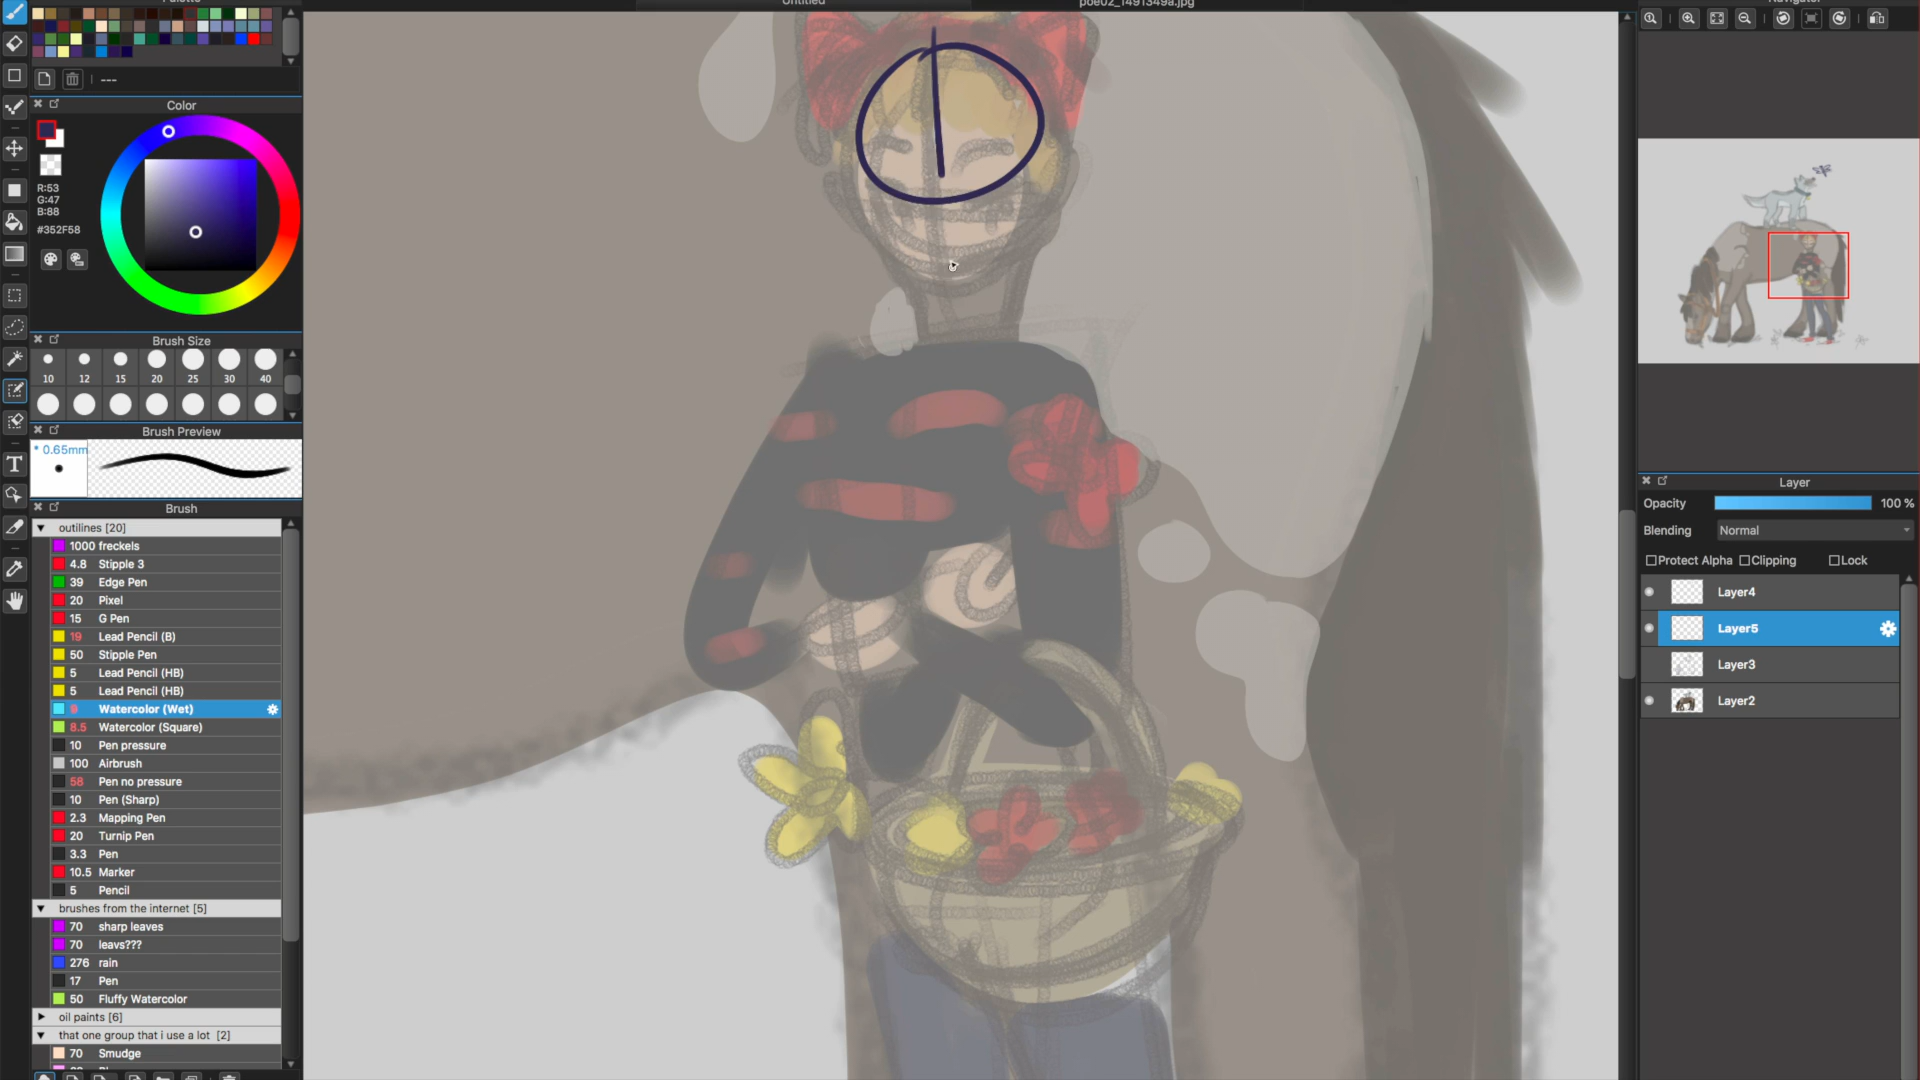 Palette
Untitled
poe02_1491349a.jpg
Navigator
---
Color
R:53
G:47
B:88
#352F58
Brush Size
10 12 15 20 25 30 40
Brush Preview
* 0.65mm
Brush
outilines [20]
1000 freckels
4.8 Stipple 3
39 Edge Pen
20 Pixel
15 G Pen
19 Lead Pencil (B)
50 Stipple Pen
5 Lead Pencil (HB)
5 Lead Pencil (HB)
9 Watercolor (Wet)
8.5 Watercolor (Square)
10 Pen pressure
100 Airbrush
58 Pen no pressure
10 Pen (Sharp)
2.3 Mapping Pen
20 Turnip Pen
3.3 Pen
10.5 Marker
5 Pencil
brushes from the internet [5]
70 sharp leaves
70 leavs???
276 rain
17 Pen
50 Fluffy Watercolor
oil paints [6]
that one group that i use a lot [2]
70 Smudge
Layer
Opacity 100 %
Blending Normal
Protect Alpha Clipping Lock
Layer4
Layer5
Layer3
Layer2